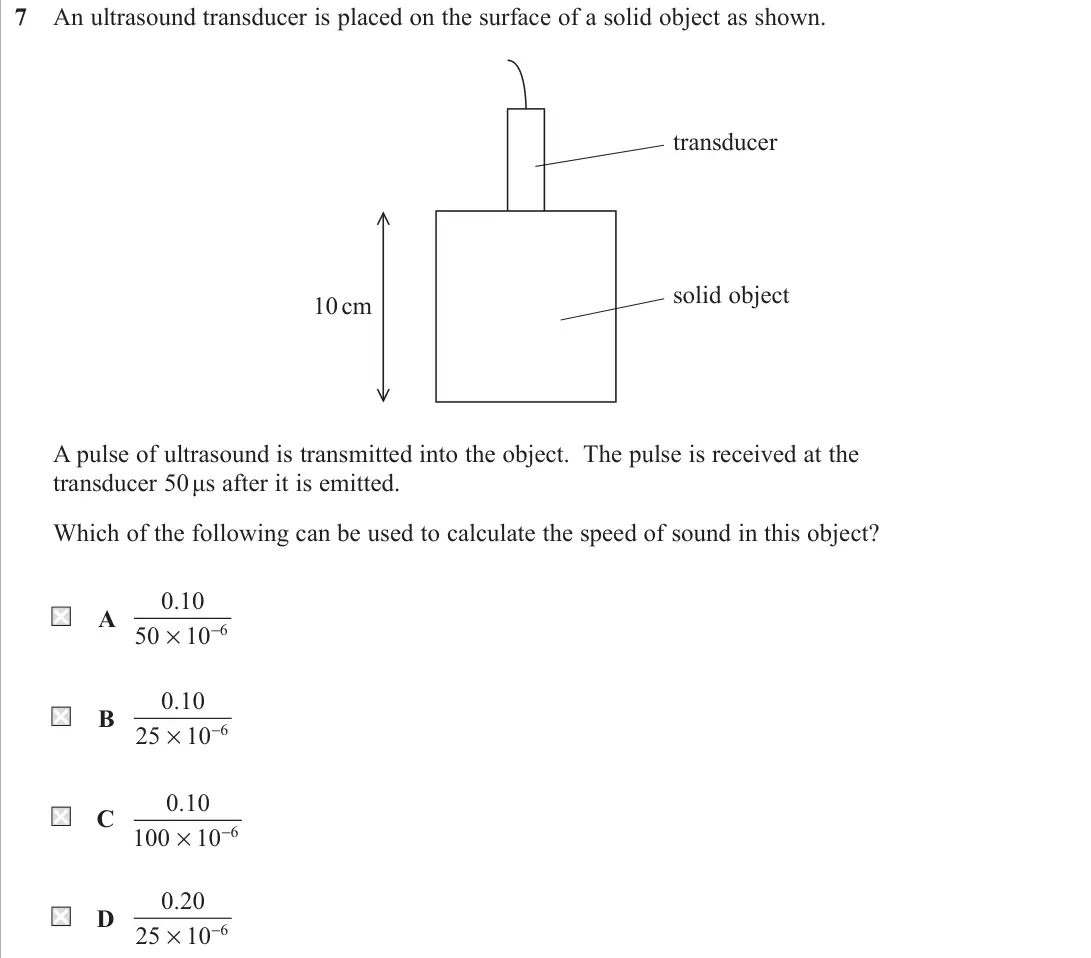 7 An ultrasound transducer is placed on the surface of a solid object as shown.
transducer
solid object
10 cm
A pulse of ultrasound is transmitted into the object. The pulse is received at the
transducer 50 μs after it is emitted.
Which of the following can be used to calculate the speed of sound in this object?
A 0.10 / 50 × 10⁻⁶
B 0.10 / 25 × 10⁻⁶
C 0.10 / 100 × 10⁻⁶
D 0.20 / 25 × 10⁻⁶